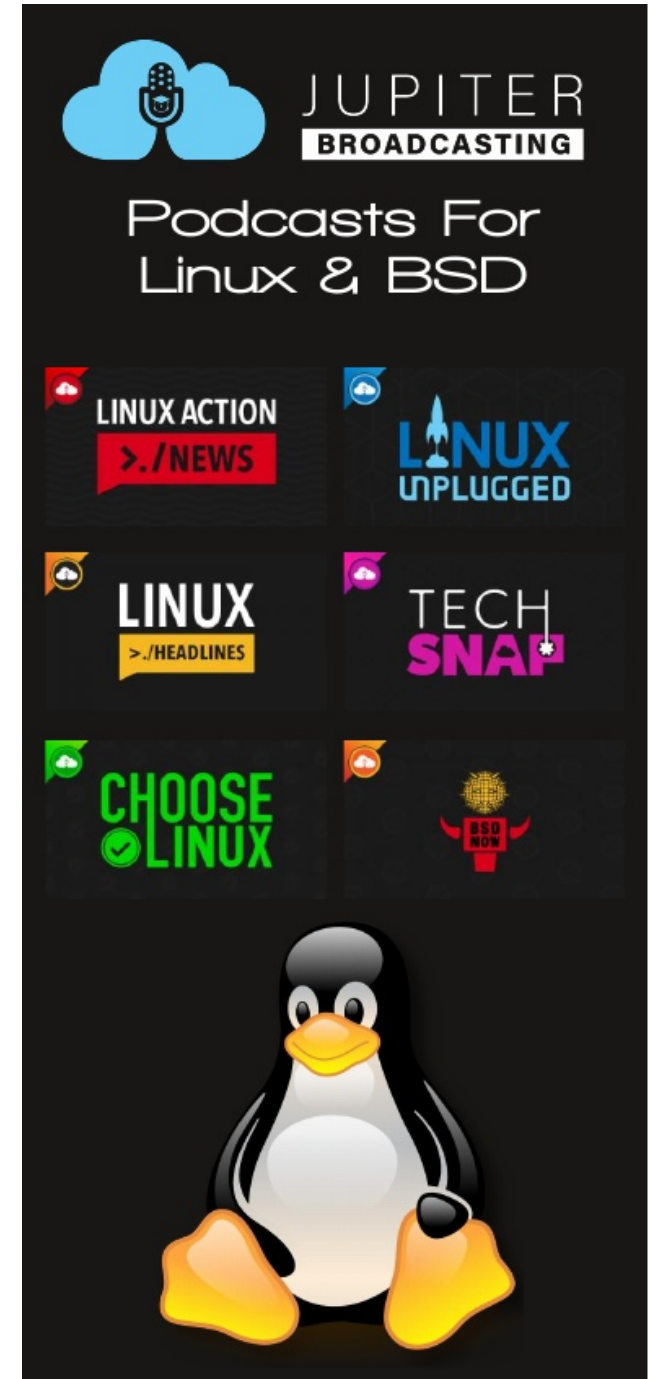 JUPITER
BROADCASTING
Podcasts For
Linux & BSD
LINUX ACTION
>./NEWS
LINUX
UNPLUGGED
LINUX
>./HEADLINES
TECH
SNAP
CHOOSE
LINUX
BSD
NOW